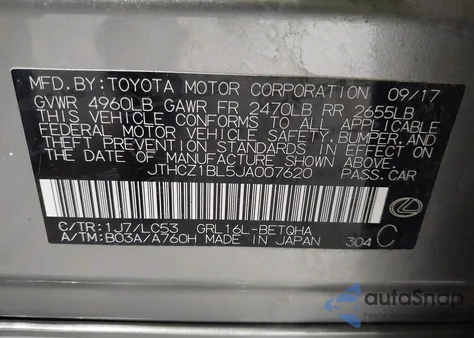 MFD.BY:TOYOTA MOTOR CORPORATION 09/17
GVWR 4960LB GAWR FR 2470LB RR 2655LB
THIS VEHICLE CONFORMS TO ALL APPLICABLE
FEDERAL MOTOR VEHICLE SAFETY,BUMPER,AND
THEFT PREVENTION STANDARDS IN EFFECT ON
THE DATE OF MANUFACTURE SHOWN ABOVE.
JTHCZ1BL5JA007620 PASS.CAR
C/TR:1J7/LC53 GRL16L-BETQHA
A/TM:B03A/A760H MADE IN JAPAN 304 C
autoSnap